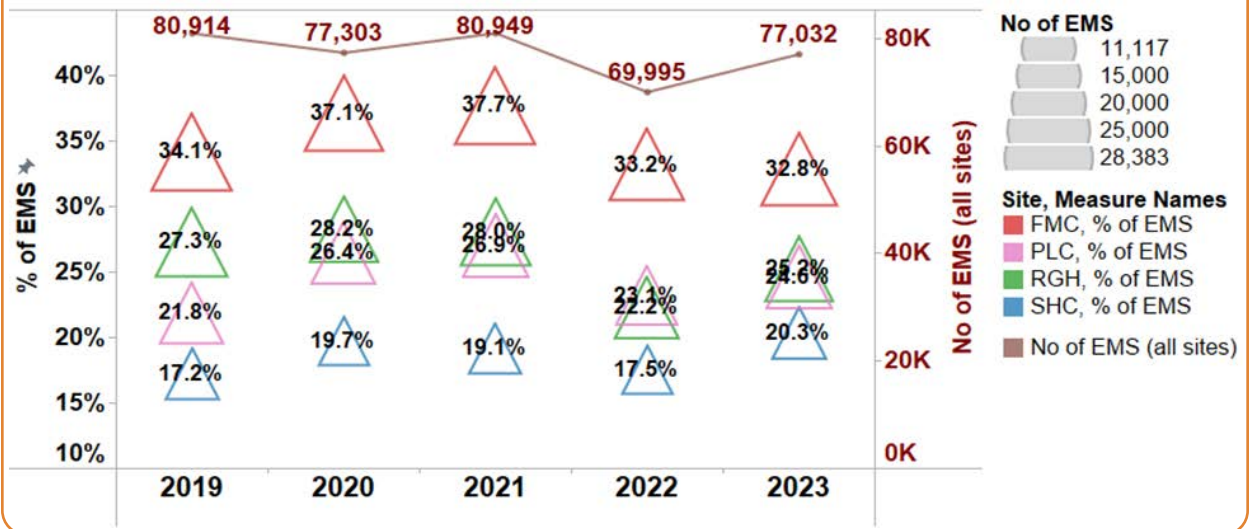 80,914
77,303
80,949
69,995
77,032
40%
35%
30%
25%
20%
15%
10%
% of EMS
34.1%
27.3%
21.8%
17.2%
37.1%
28.2%
26.4%
19.7%
37.7%
28.0%
26.9%
19.1%
33.2%
23.1%
22.2%
17.5%
32.8%
25.2%
24.6%
20.3%
80K
60K
40K
20K
0K
No of EMS (all sites)
2019 2020 2021 2022 2023
No of EMS
11,117
15,000
20,000
25,000
28,383
Site, Measure Names
FMC, % of EMS
PLC, % of EMS
RGH, % of EMS
SHC, % of EMS
No of EMS (all sites)